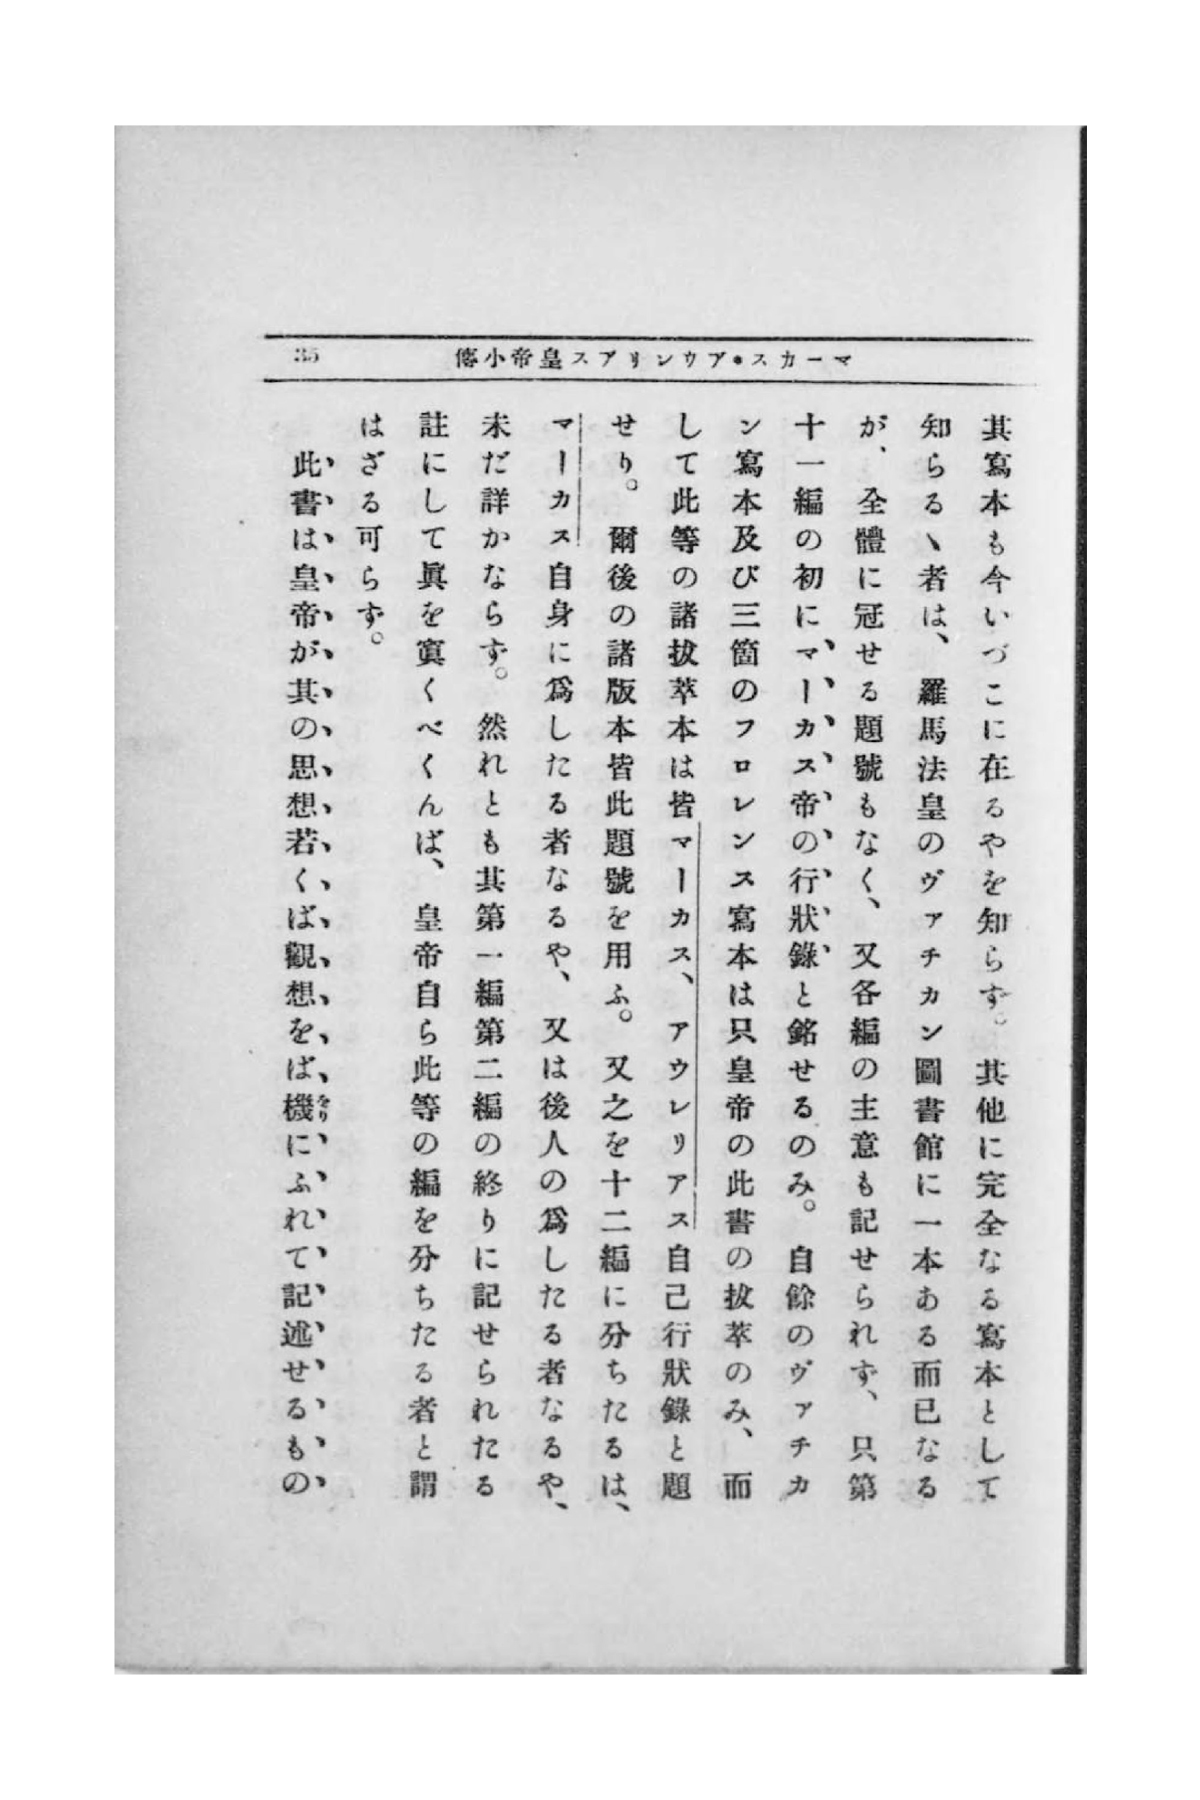 マーカス・アウレリアス皇帝小傳
35
其寫本も今いづこに在るやを知らず。其他に完全なる寫本として
知らるゝ者は、羅馬法皇のヴァチカン圖書館に一本ある而已なる
が、全體に冠せる題號もなく、又各編の主意も記せられず、只第
十一編の初にマーカス帝の行狀錄と銘せるのみ。自餘のヴァチカ
ン寫本及び三箇のフロレンス寫本は只皇帝の此書の拔萃のみ、而
して此等の諸拔萃本は皆マーカス、アウレリアス自己行狀錄と題
せり。爾後の諸版本皆此題號を用ふ。又之を十二編に分ちたるは、
マーカス自身に爲したる者なるや、又は後人の爲したる者なるや、
未だ詳かならず。然れとも其第一編第二編の終りに記せられたる
註にして眞を寘くべくんば、皇帝自ら此等の編を分ちたる者と謂
はざる可らず。
此書は皇帝が其の思想若くば觀想をば機にふれて記述せるもの